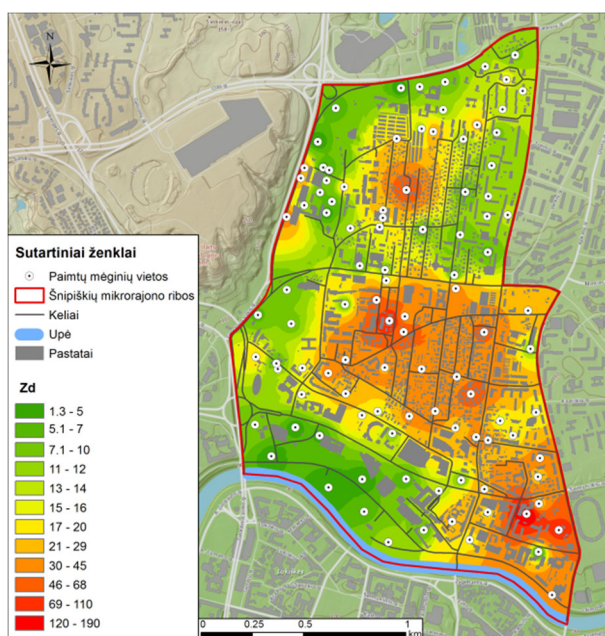 N
Sutartiniai ženklai
Paimtų mėginių vietos
Šnipiškių mikrorajono ribos
Keliai
Upė
Pastatai
Zd
1.3 - 5
5.1 - 7
7.1 - 10
11 - 12
13 - 14
15 - 16
17 - 20
21 - 29
30 - 45
46 - 68
69 - 110
120 - 190
0 0.25 0.5 1
km